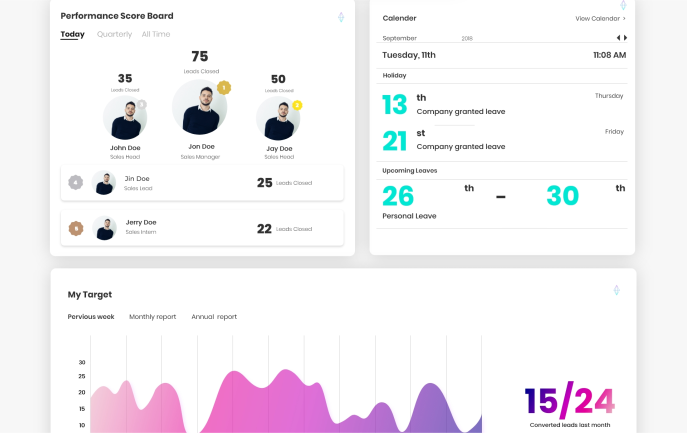 Performance Score Board
Today Quarterly All Time
75
Leads Closed
35
Leads Closed
50
Leads Closed
1
John Doe
Sales Head
Jon Doe
Sales Manager
Jay Doe
Sales Head
4
Jin Doe
Sales Lead
25 Leads Closed
5
Jerry Doe
Sales Intern
22 Leads Closed
Calender
View Calender >
September 2018
Tuesday, 11th 11:08 AM
Holiday
13 th
Thursday
Company granted leave
21 st
Friday
Company granted leave
Upcoming Leaves
26 th - 30 th
Personal Leave
My Target
Pervious week Monthly report Annual report
30
25
20
15
10
15/24
Converted leads last month